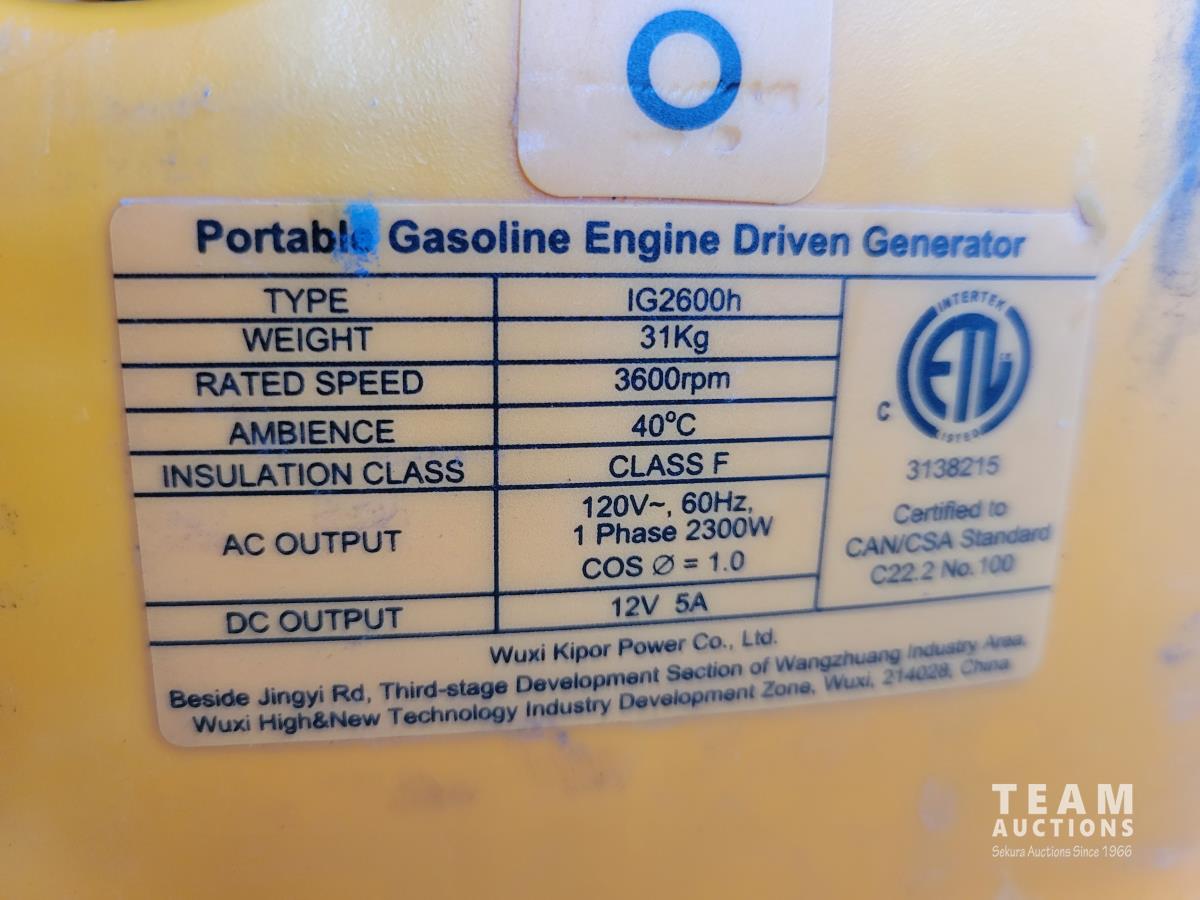 Portable Gasoline Engine Driven Generator
TYPE IG2600h
WEIGHT 31Kg
RATED SPEED 3600rpm
AMBIENCE 40°C
INSULATION CLASS CLASS F
AC OUTPUT 120V~, 60Hz,
1 Phase 2300W
COS Ø = 1.0
DC OUTPUT 12V 5A
INTERTEK
ETL
LISTED
C
3138215
Certified to
CAN/CSA Standard
C22.2 No. 100
Wuxi Kipor Power Co., Ltd.
Beside Jingyi Rd, Third-stage Development Section of Wangzhuang Industry Area,
Wuxi High&New Technology Industry Development Zone, Wuxi, 214028, China
TEAM
AUCTIONS
Sekura Auctions Since 1966